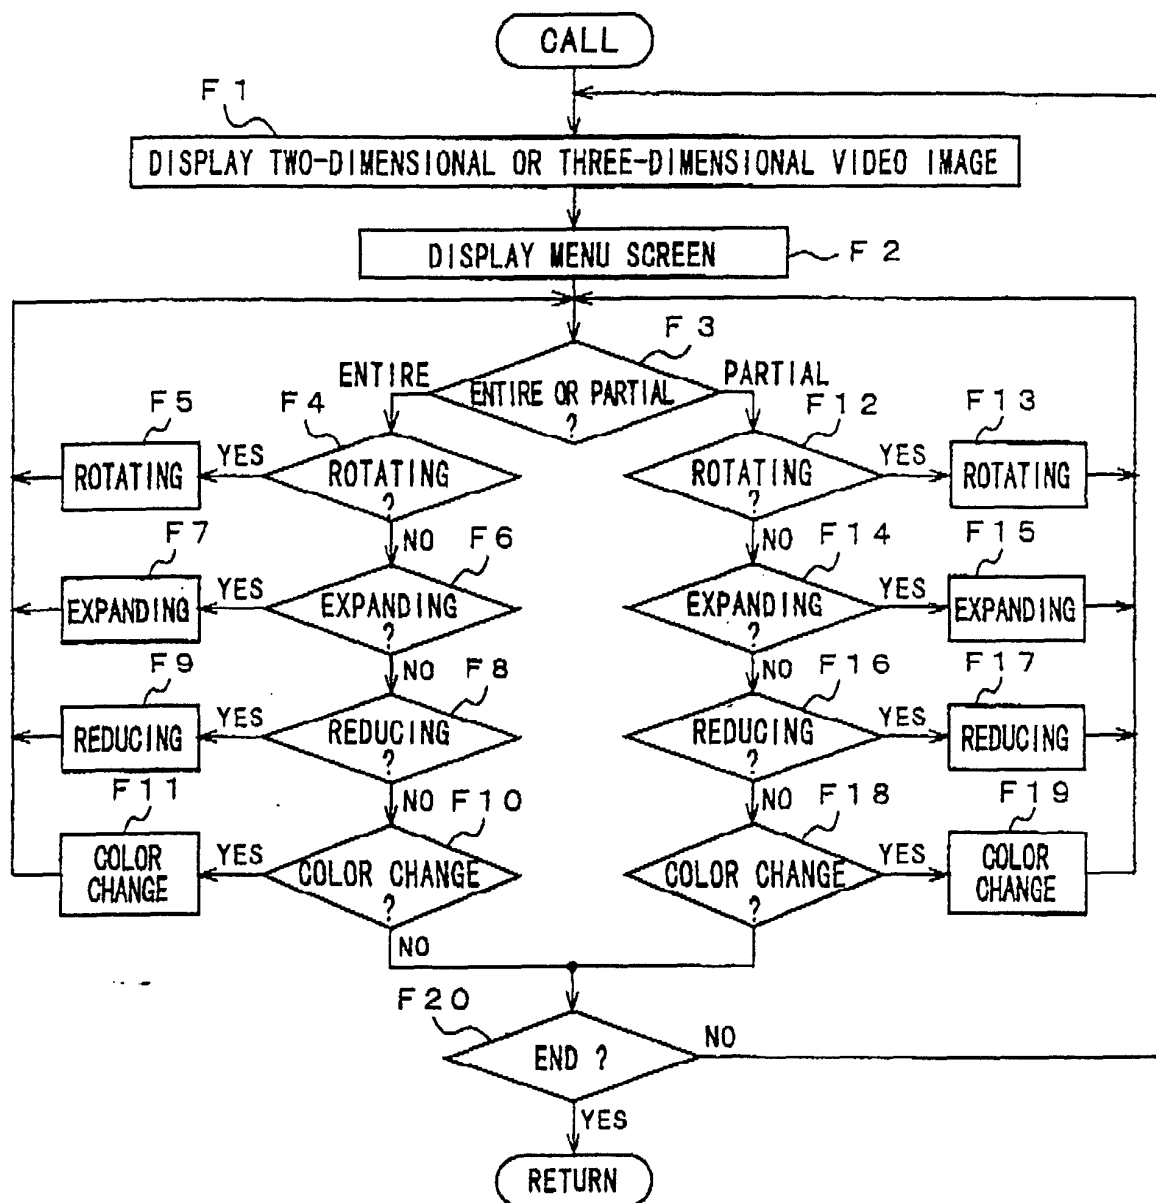 CALL
F1
DISPLAY TWO-DIMENSIONAL OR THREE-DIMENSIONAL VIDEO IMAGE
DISPLAY MENU SCREEN
F2
F3
ENTIRE
ENTIRE OR PARTIAL
?
PARTIAL
F5
F4
F12
F13
ROTATING
YES
ROTATING
?
ROTATING
?
YES
ROTATING
NO
NO
F7
F6
F14
F15
EXPANDING
YES
EXPANDING
?
EXPANDING
?
YES
EXPANDING
NO
NO
F9
F8
F16
F17
REDUCING
YES
REDUCING
?
REDUCING
?
YES
REDUCING
NO
NO
F11
F10
F18
F19
COLOR
CHANGE
YES
COLOR CHANGE
?
COLOR CHANGE
?
YES
COLOR
CHANGE
NO
F20
END ?
NO
YES
RETURN